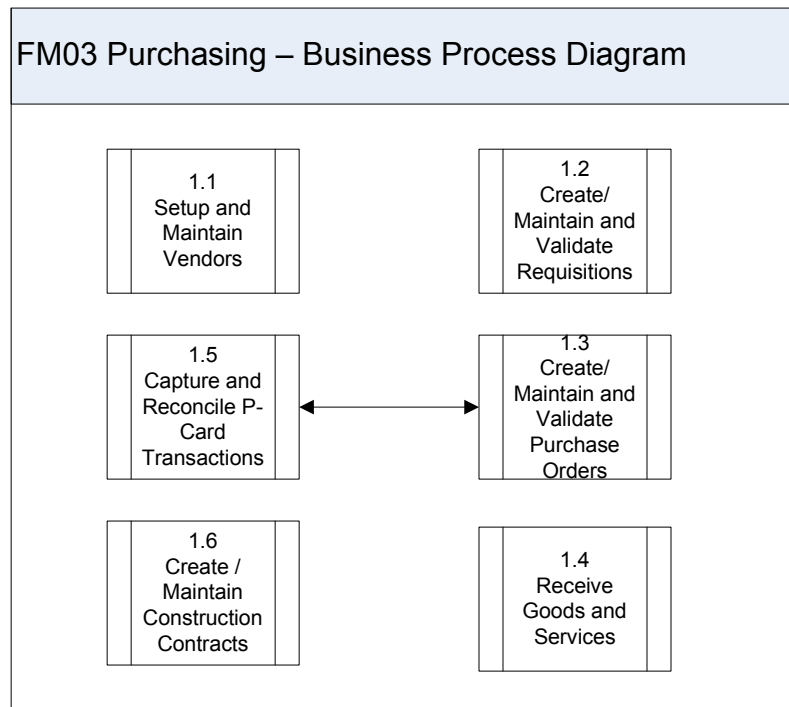 FM03 Purchasing – Business Process Diagram
1.1
Setup and
Maintain
Vendors
1.2
Create/
Maintain and
Validate
Requisitions
1.5
Capture and
Reconcile P-
Card
Transactions
1.3
Create/
Maintain and
Validate
Purchase
Orders
1.6
Create /
Maintain
Construction
Contracts
1.4
Receive
Goods and
Services